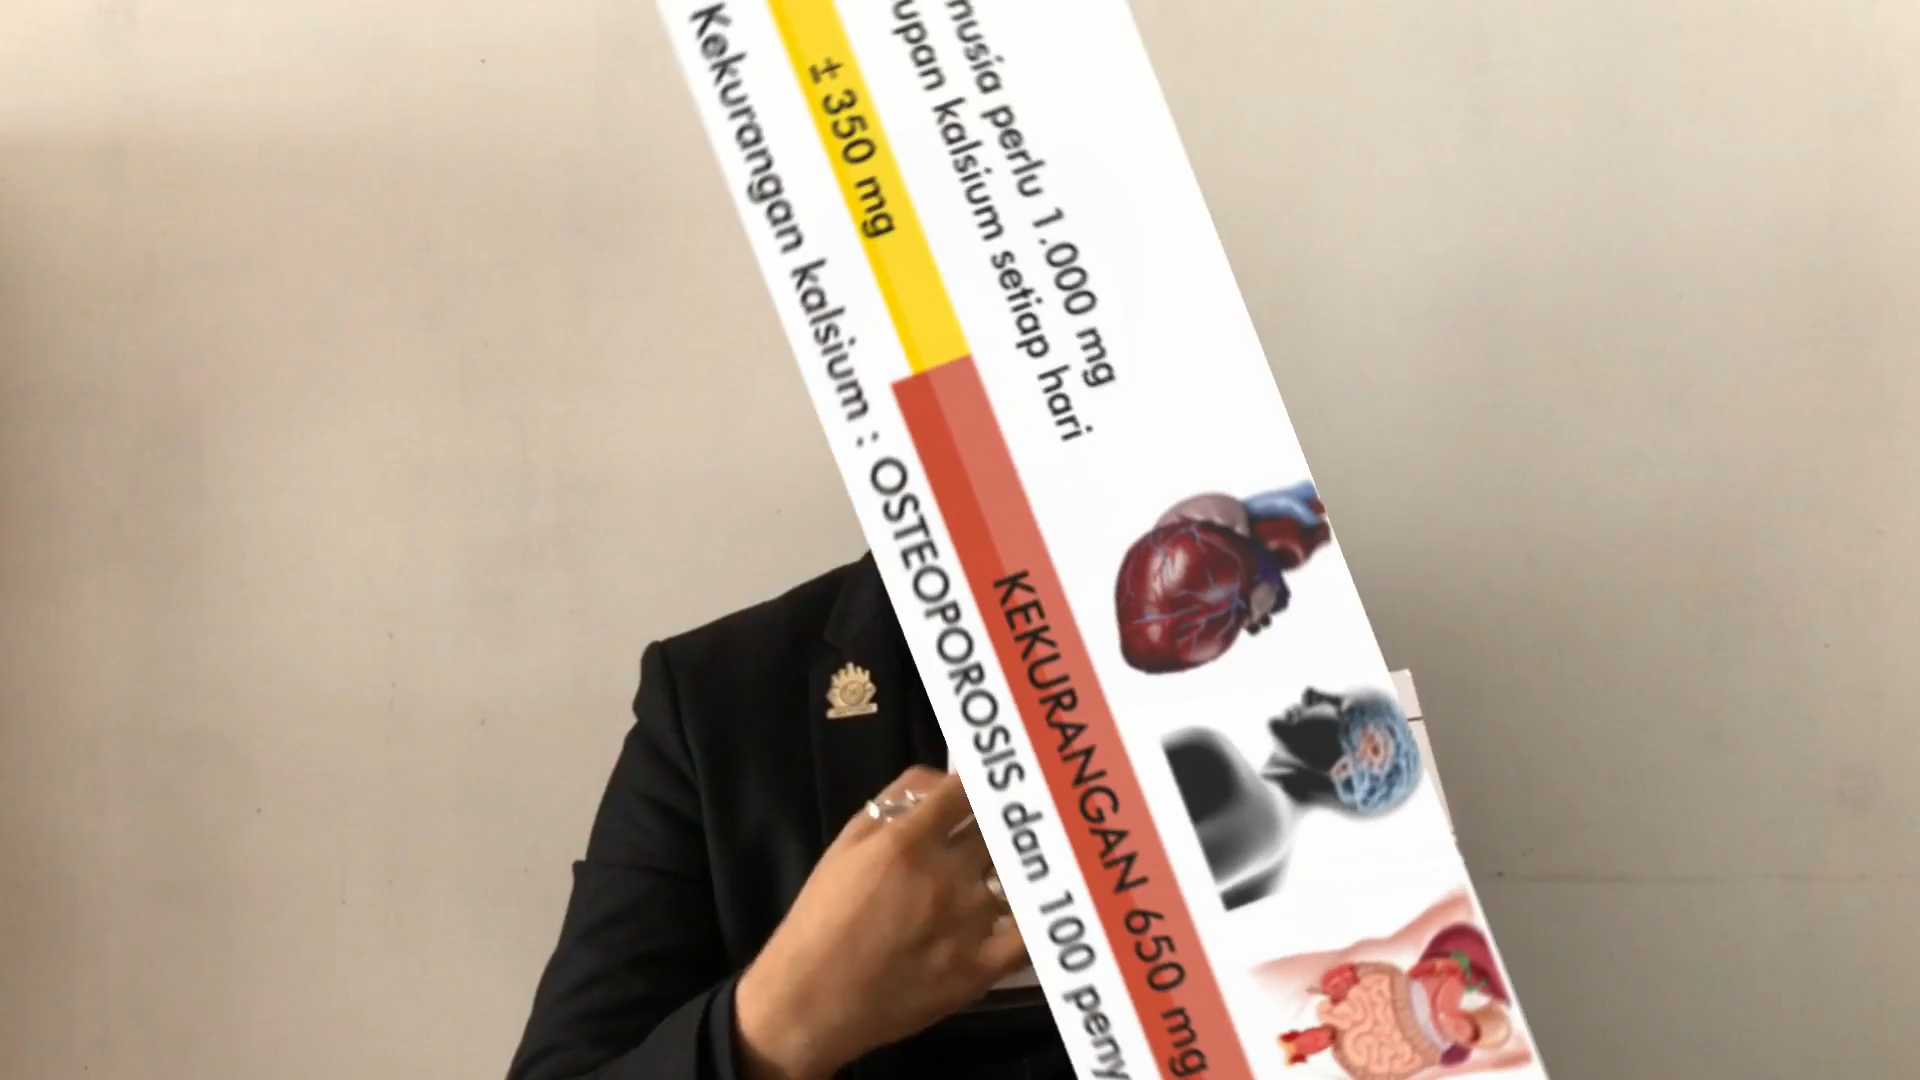 nusia perlu 1.000 mg
upan kalsium setiap hari
± 350 mg
KEKURANGAN 650 mg
Kekurangan kalsium : OSTEOPOROSIS dan 100 peny